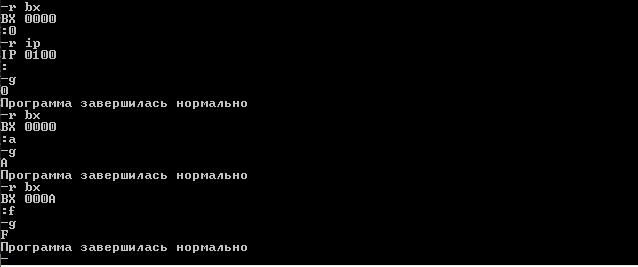 -r bx
BX 0000
:0
-r ip
IP 0100
:
-g
0
Программа завершилась нормально
-r bx
BX 0000
:a
-g
A
Программа завершилась нормально
-r bx
BX 000A
:f
-g
F
Программа завершилась нормально
-